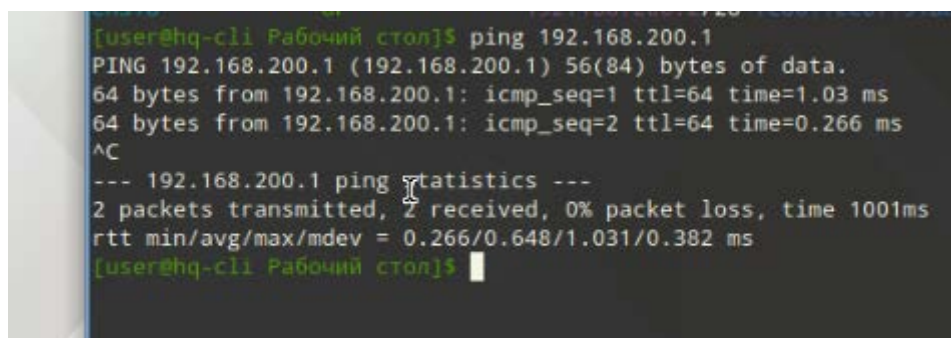 [user@hq-cli Рабочий стол]$ ping 192.168.200.1
PING 192.168.200.1 (192.168.200.1) 56(84) bytes of data.
64 bytes from 192.168.200.1: icmp_seq=1 ttl=64 time=1.03 ms
64 bytes from 192.168.200.1: icmp_seq=2 ttl=64 time=0.266 ms
^C
--- 192.168.200.1 ping statistics ---
2 packets transmitted, 2 received, 0% packet loss, time 1001ms
rtt min/avg/max/mdev = 0.266/0.648/1.031/0.382 ms
[user@hq-cli Рабочий стол]$